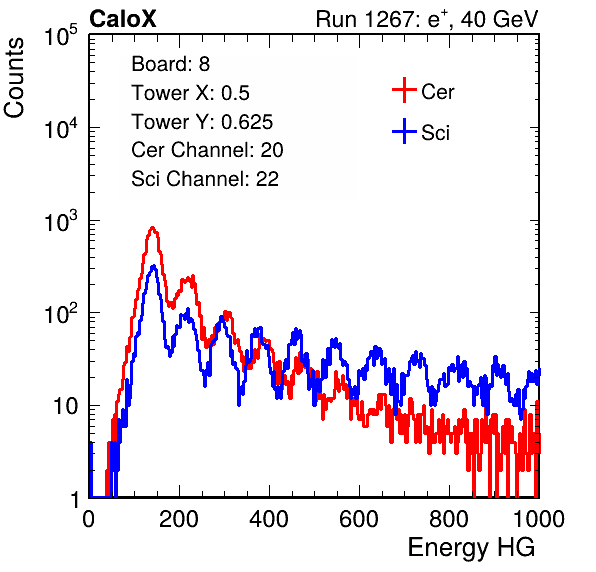 CaloX Run 1267: e+, 40 GeV
Counts
Board: 8
Tower X: 0.5
Tower Y: 0.625
Cer Channel: 20
Sci Channel: 22
Cer
Sci
10^5
10^4
10^3
10^2
10
1
0 200 400 600 800 1000
Energy HG